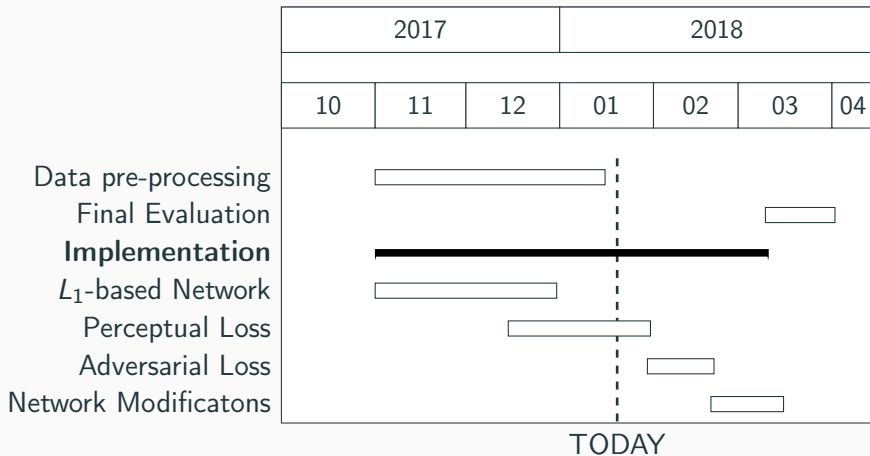 2017 2018
10 11 12 01 02 03 04
Data pre-processing
Final Evaluation
Implementation
L₁-based Network
Perceptual Loss
Adversarial Loss
Network Modificatons
TODAY